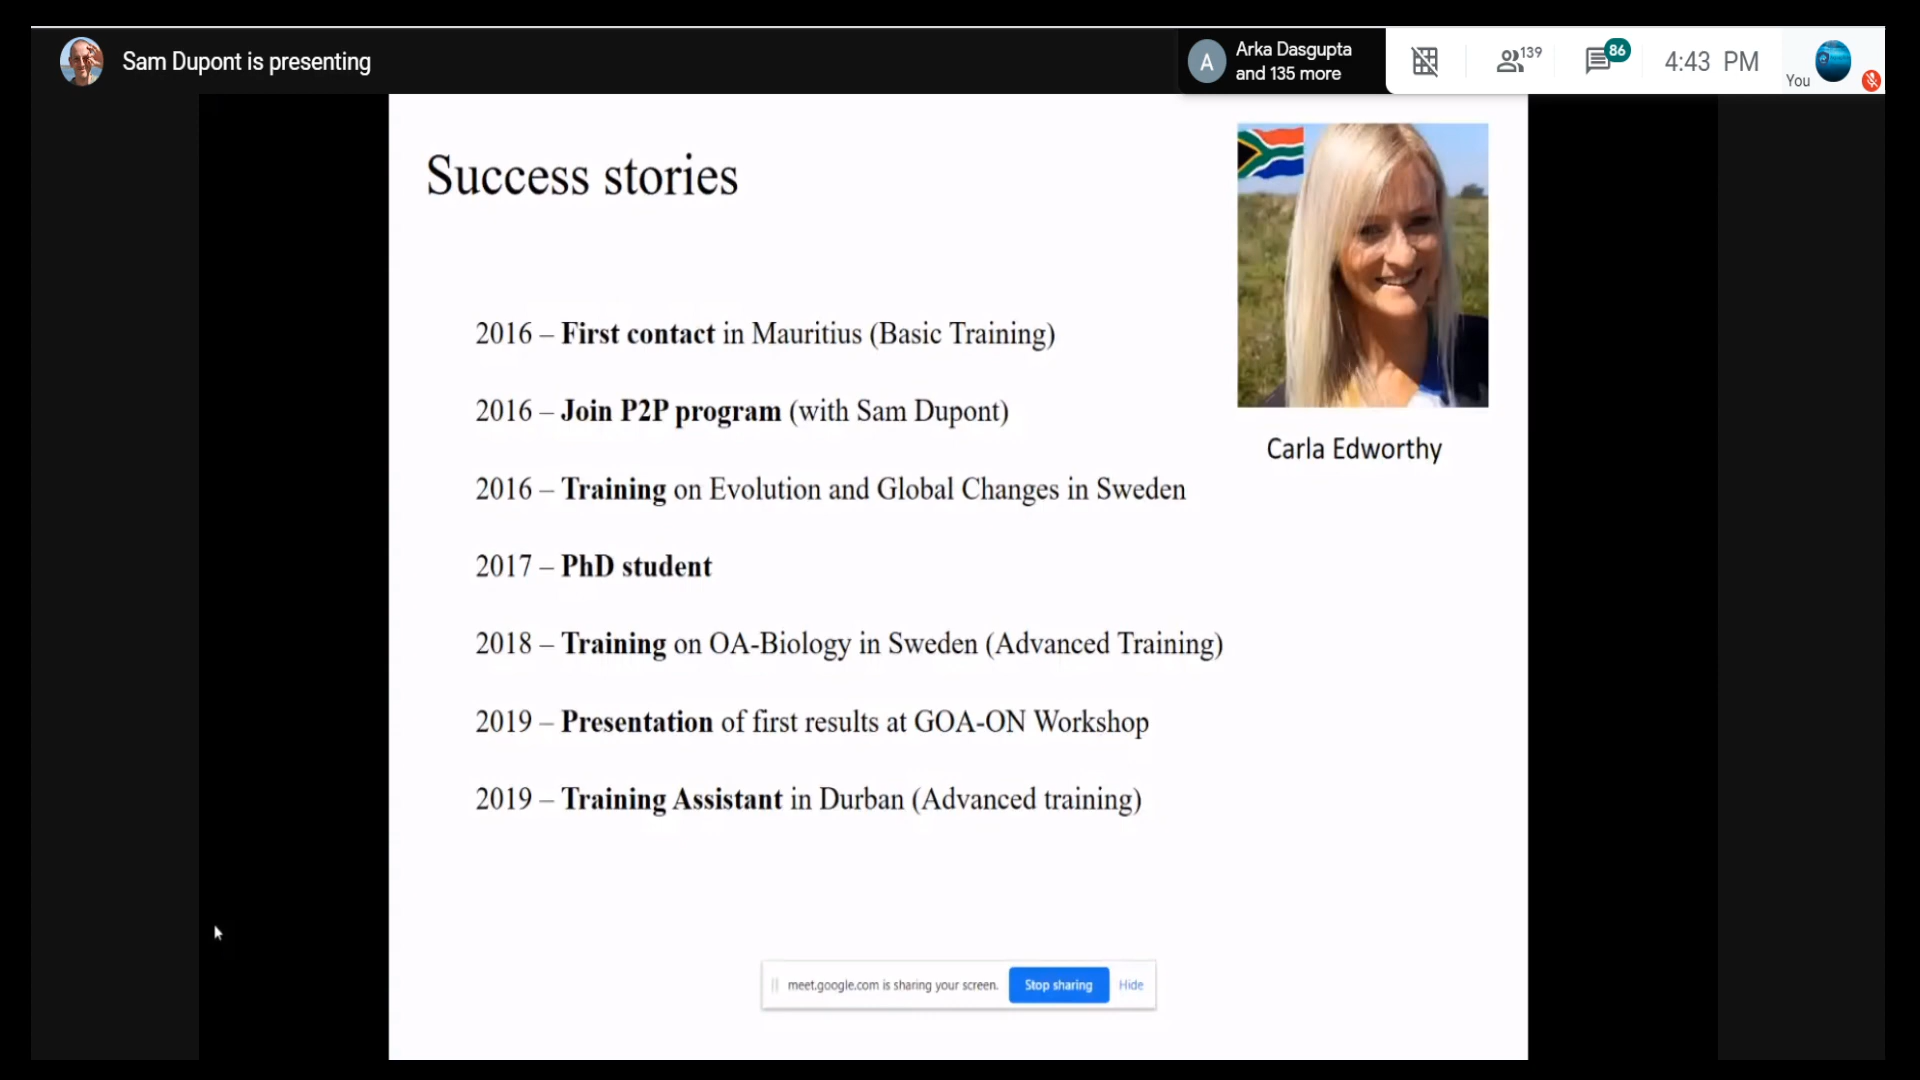 Sam Dupont is presenting
A
Arka Dasgupta
and 135 more
139
86
4:43 PM
You
Success stories
2016 – First contact in Mauritius (Basic Training)
2016 – Join P2P program (with Sam Dupont)
Carla Edworthy
2016 – Training on Evolution and Global Changes in Sweden
2017 – PhD student
2018 – Training on OA-Biology in Sweden (Advanced Training)
2019 – Presentation of first results at GOA-ON Workshop
2019 – Training Assistant in Durban (Advanced training)
meet.google.com is sharing your screen. Stop sharing Hide